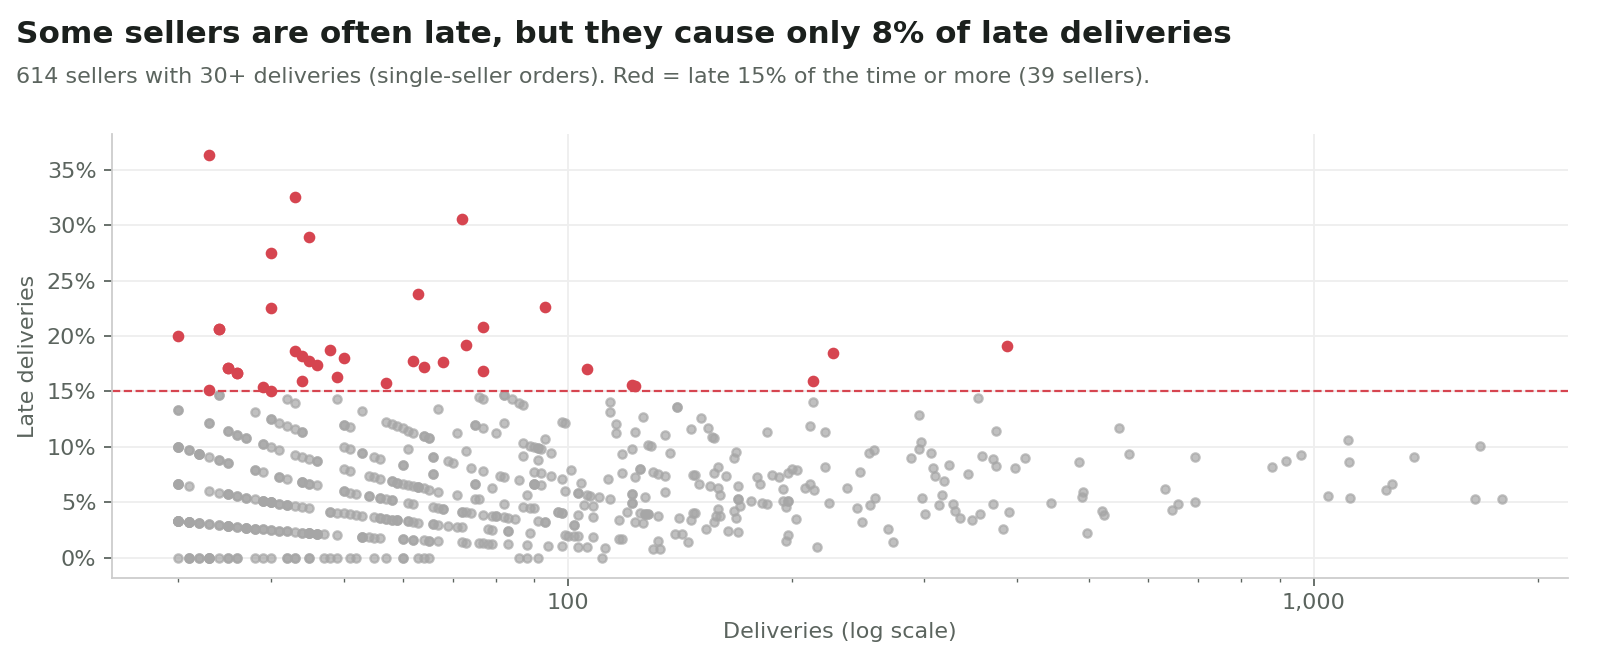 Some sellers are often late, but they cause only 8% of late deliveries
614 sellers with 30+ deliveries (single-seller orders). Red = late 15% of the time or more (39 sellers).
Late deliveries
35%
30%
25%
20%
15%
10%
5%
0%
100
1,000
Deliveries (log scale)